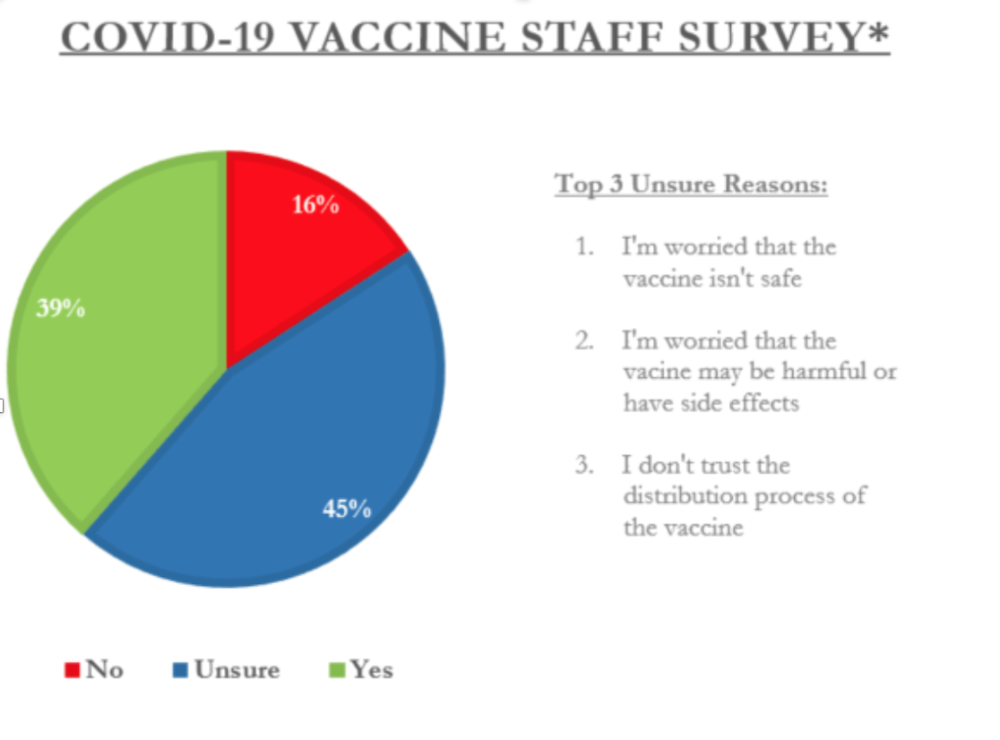 COVID-19 VACCINE STAFF SURVEY*
16%
39%
45%
No Unsure Yes
Top 3 Unsure Reasons:
1. I'm worried that the
vaccine isn't safe
2. I'm worried that the
vacine may be harmful or
have side effects
3. I don't trust the
distribution process of
the vaccine